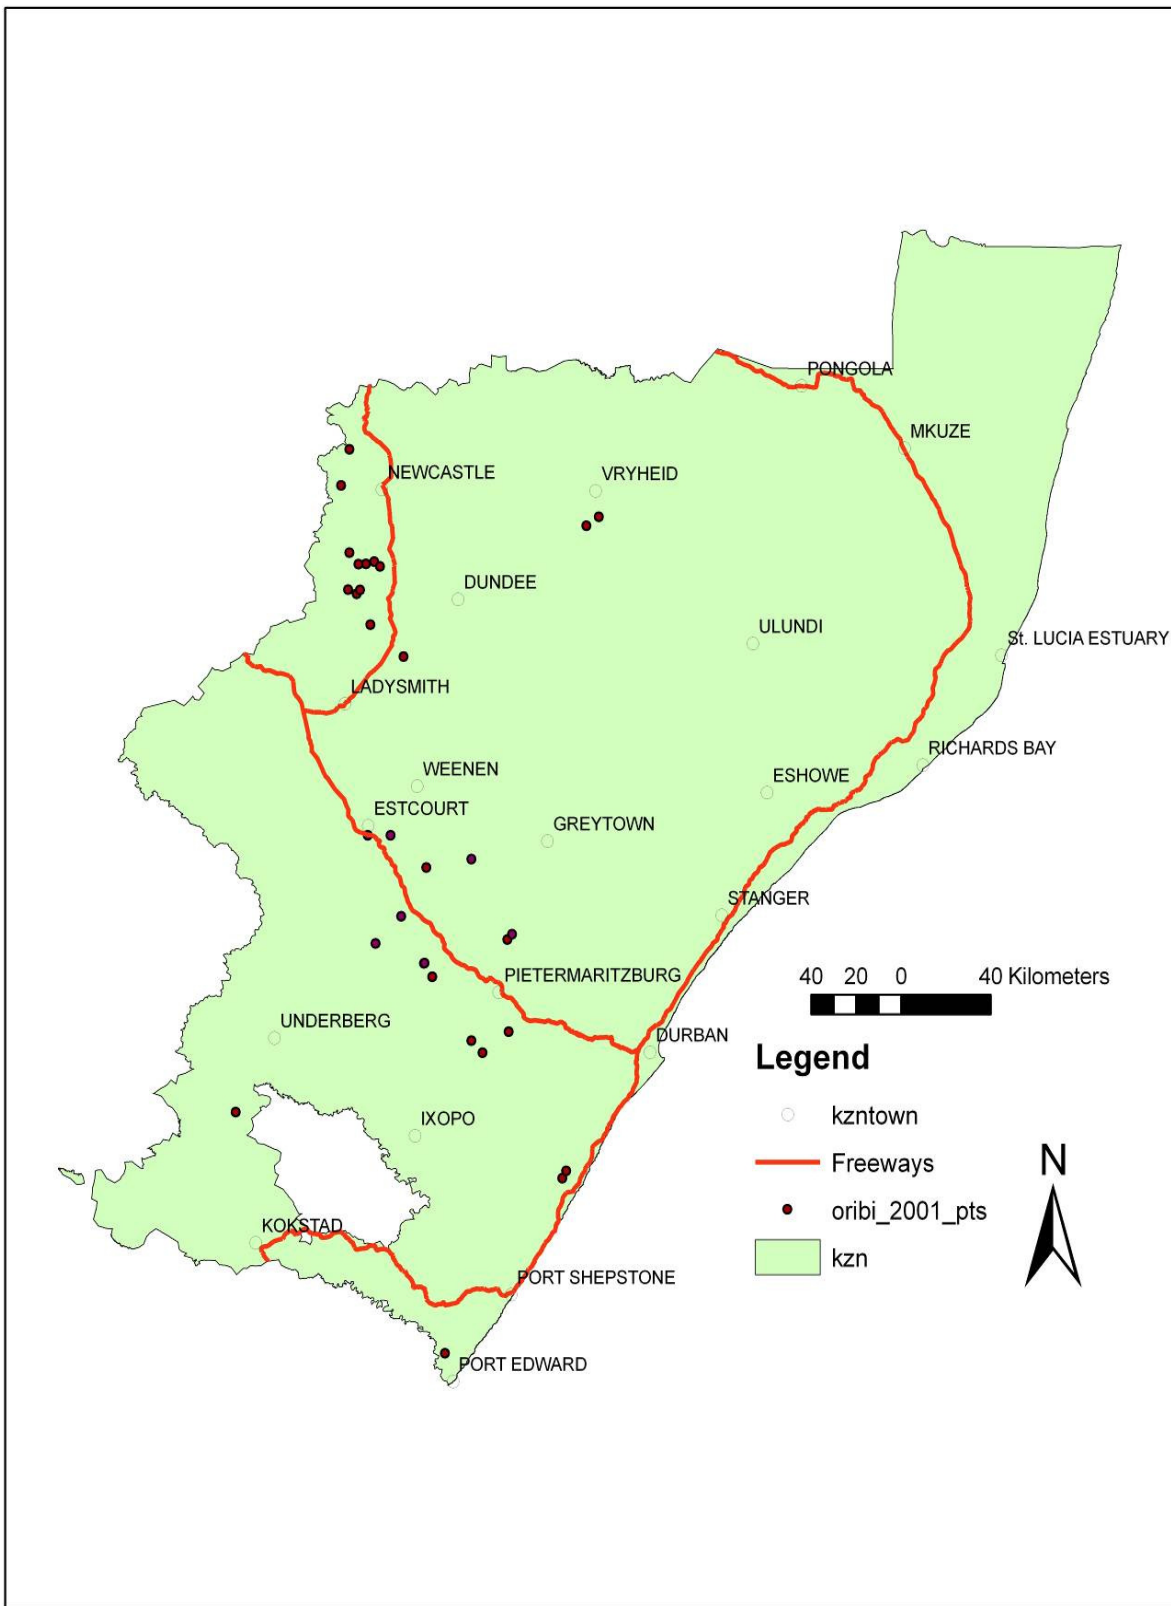 PONGOLA
MKUZE
NEWCASTLE
VRYHEID
DUNDEE
ULUNDI
St. LUCIA ESTUARY
LADYSMITH
RICHARDS BAY
WEENEN
ESHOWE
ESTCOURT
GREYTOWN
STANGER
PIETERMARITZBURG
40 20 0 40 Kilometers
UNDERBERG
DURBAN
Legend
IXOPO
kzntown
N
Freeways
oribi_2001_pts
KOKSTAD
kzn
PORT SHEPSTONE
PORT EDWARD